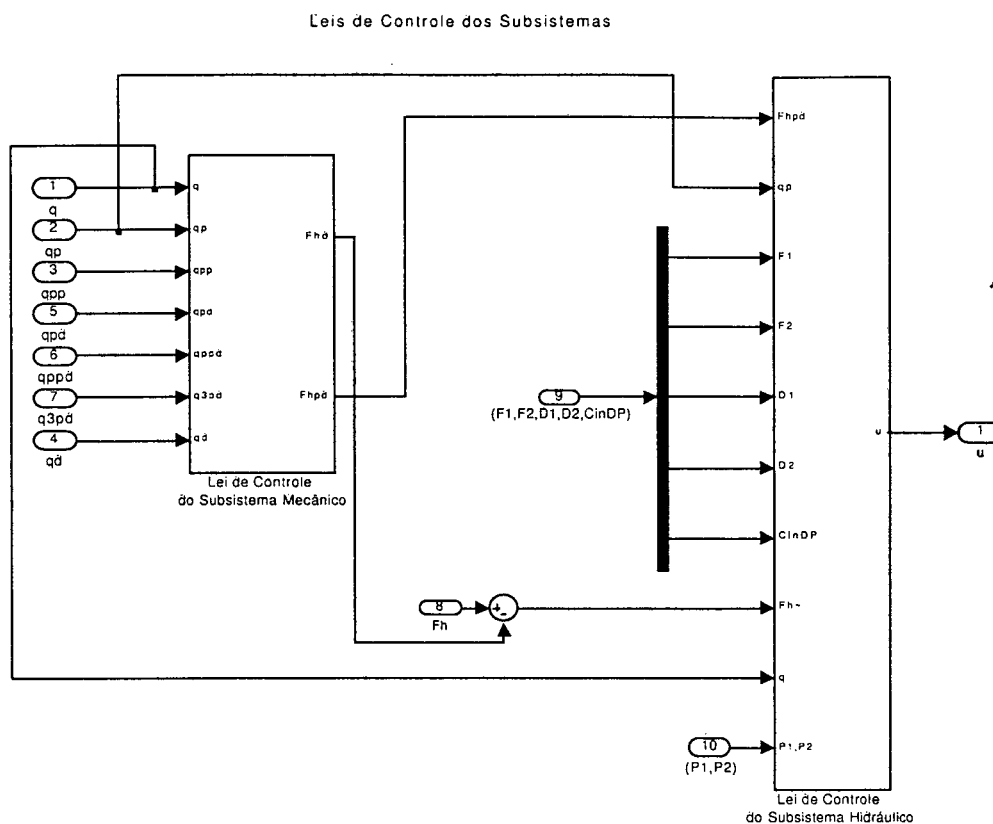 Leis de Controle dos Subsistemas
1
q
2
qp
3
qpp
5
qpd
6
qppd
7
q3pd
4
qd
q
qp
qpp
qpd
qppd
q3pd
qd
Fhd
Fhpd
Lei de Controle
do Subsistema Mecânico
9
(F1,F2,D1,D2,CinDP)
8
Fh
+-
10
(P1,P2)
Fhpd
qp
F1
F2
D1
D2
CinDP
Fh~
q
P1,P2
u
Lei de Controle
do Subsistema Hidráulico
1
u